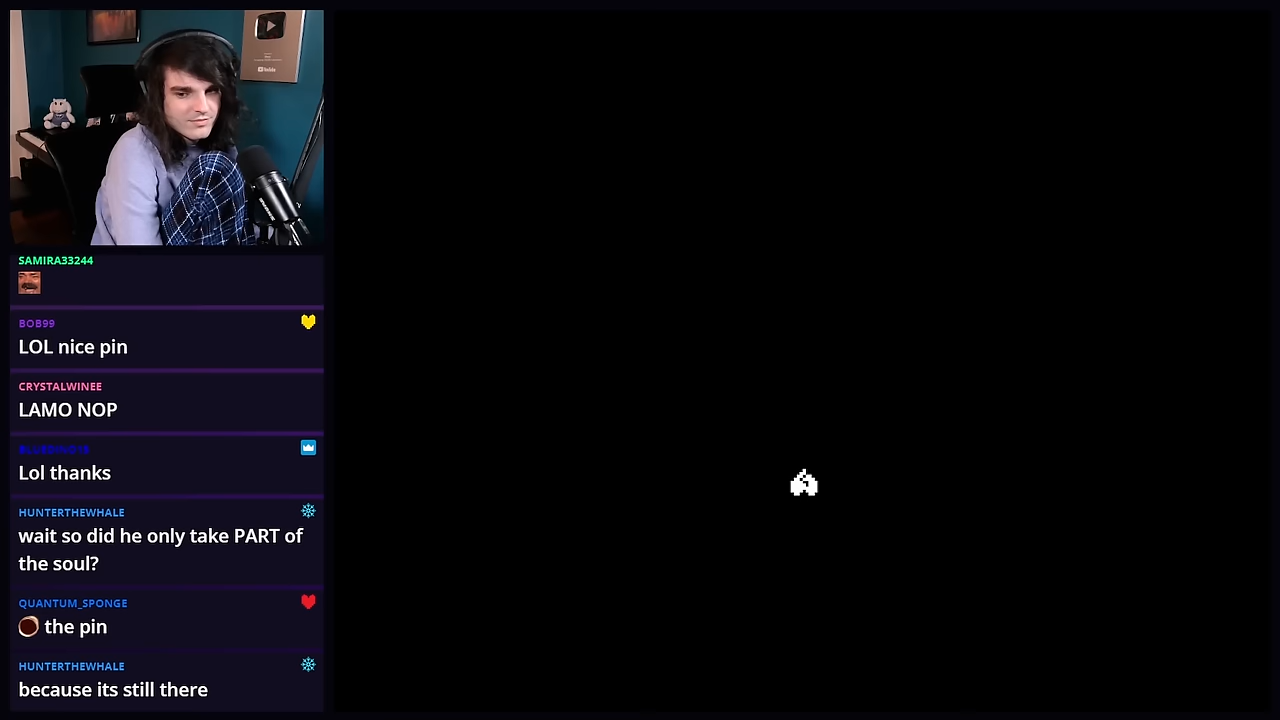 SAMIRA33244
BOB99
LOL nice pin
CRYSTALWINEE
LAMO NOP
Lol thanks
HUNTERTHEWHALE
wait so did he only take PART of
the soul?
QUANTUM_SPONGE
the pin
HUNTERTHEWHALE
because its still there